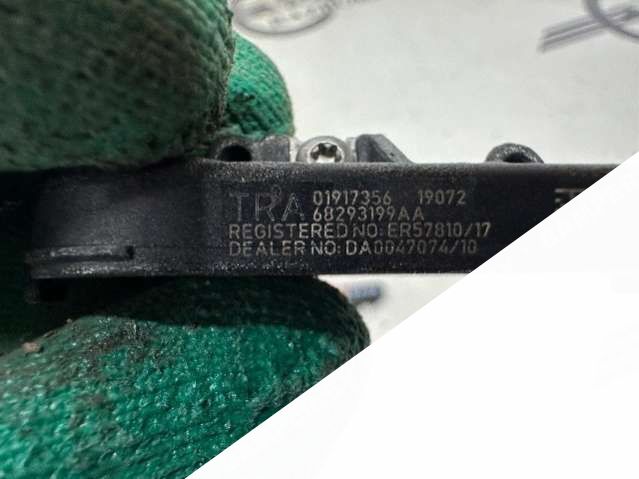 TRA 01917356 19072
68293199AA
REGISTERED NO: ER57810/17
DEALER NO: DA0047074/10